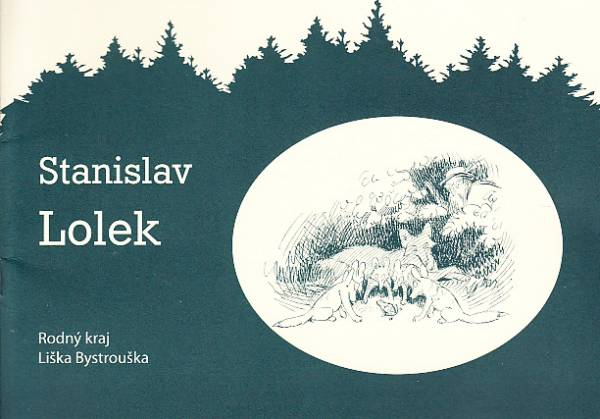 Stanislav
Lolek
Rodný kraj
Liška Bystrouška